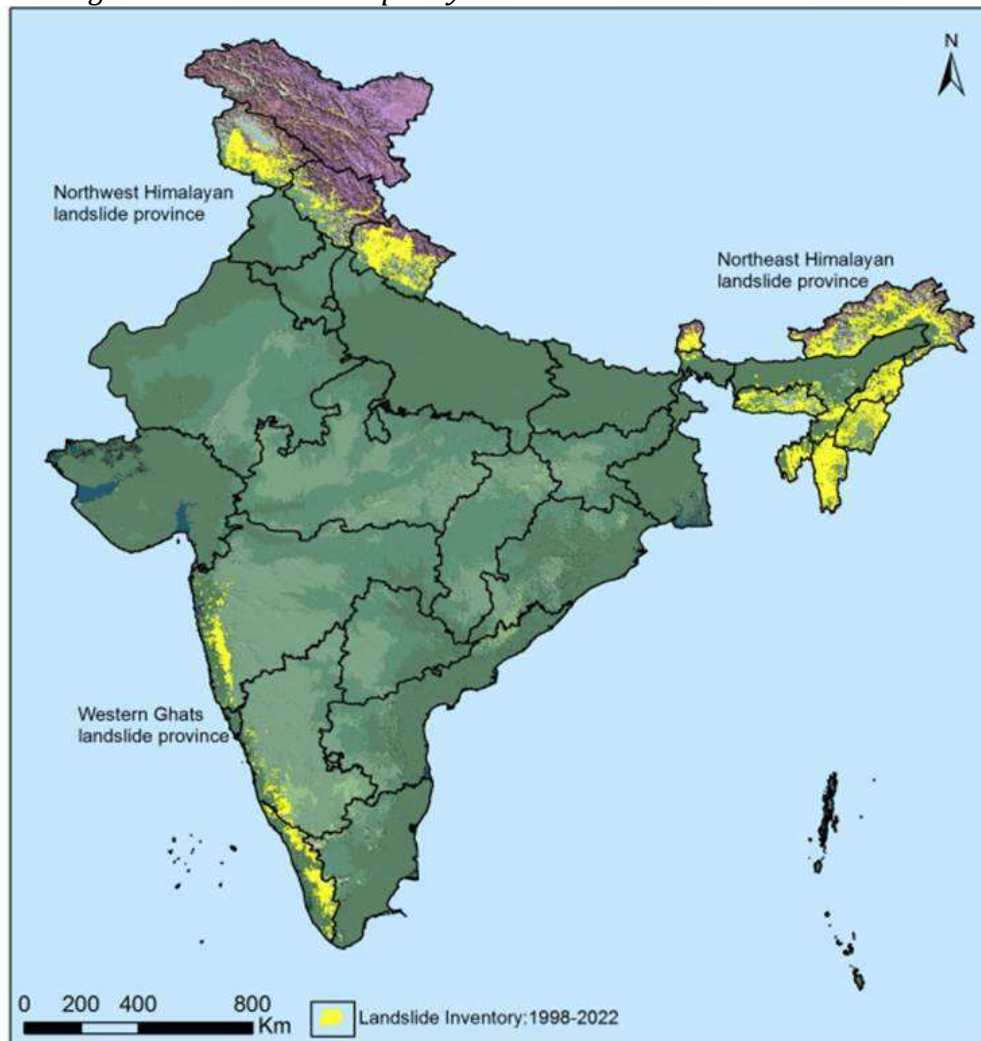 N
Northwest Himalayan
landslide province
Northeast Himalayan
landslide province
Western Ghats
landslide province
0 200 400 800
Km
Landslide Inventory:1998-2022